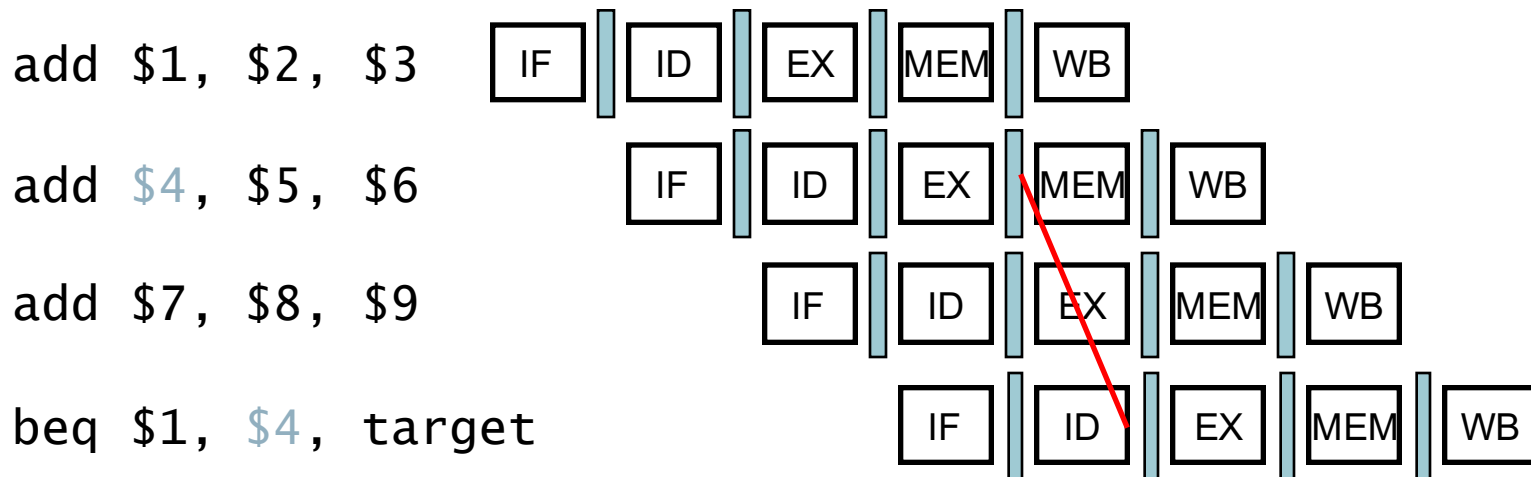 add $1, $2, $3 IF ID EX MEM WB
add $4, $5, $6 IF ID EX MEM WB
add $7, $8, $9 IF ID EX MEM WB
beq $1, $4, target IF ID EX MEM WB